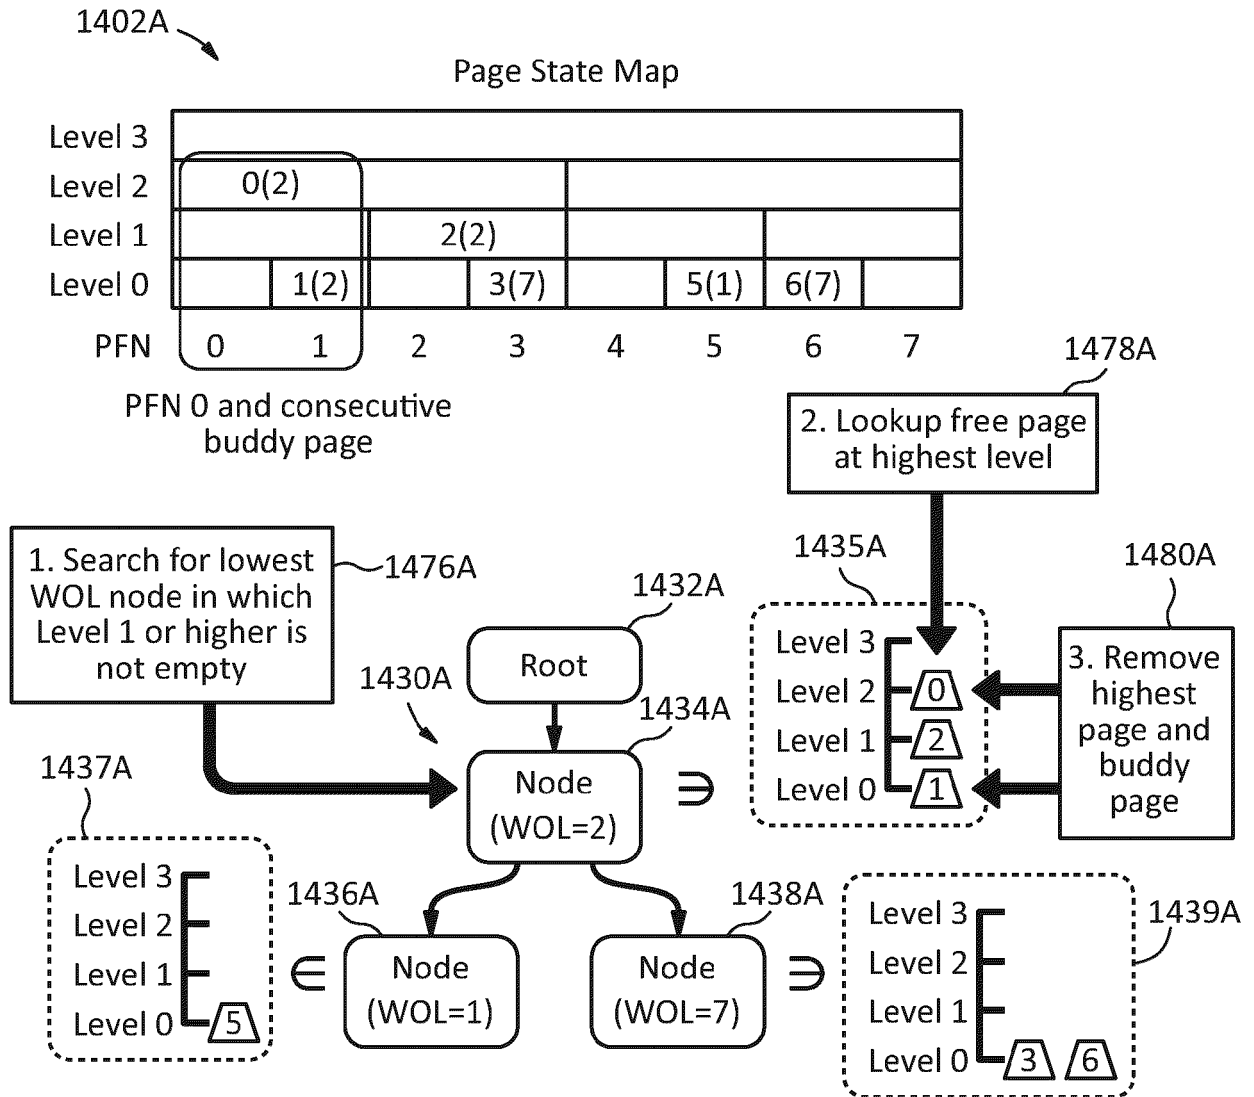 1402A
Page State Map
Level 3
Level 2 0(2)
Level 1 2(2)
Level 0 1(2) 3(7) 5(1) 6(7)
PFN 0 1 2 3 4 5 6 7
PFN 0 and consecutive
buddy page
1478A
2. Lookup free page
at highest level
1. Search for lowest
WOL node in which
Level 1 or higher is
not empty
1476A
1435A
1480A
3. Remove
highest
page and
buddy
page
1432A
Root
1430A
1434A
Node
(WOL=2)
∋
Level 3
Level 2 0
Level 1 2
Level 0 1
1437A
Level 3
Level 2
Level 1
Level 0 5
1436A
∈
Node
(WOL=1)
1438A
Node
(WOL=7)
∋
1439A
Level 3
Level 2
Level 1
Level 0 3 6